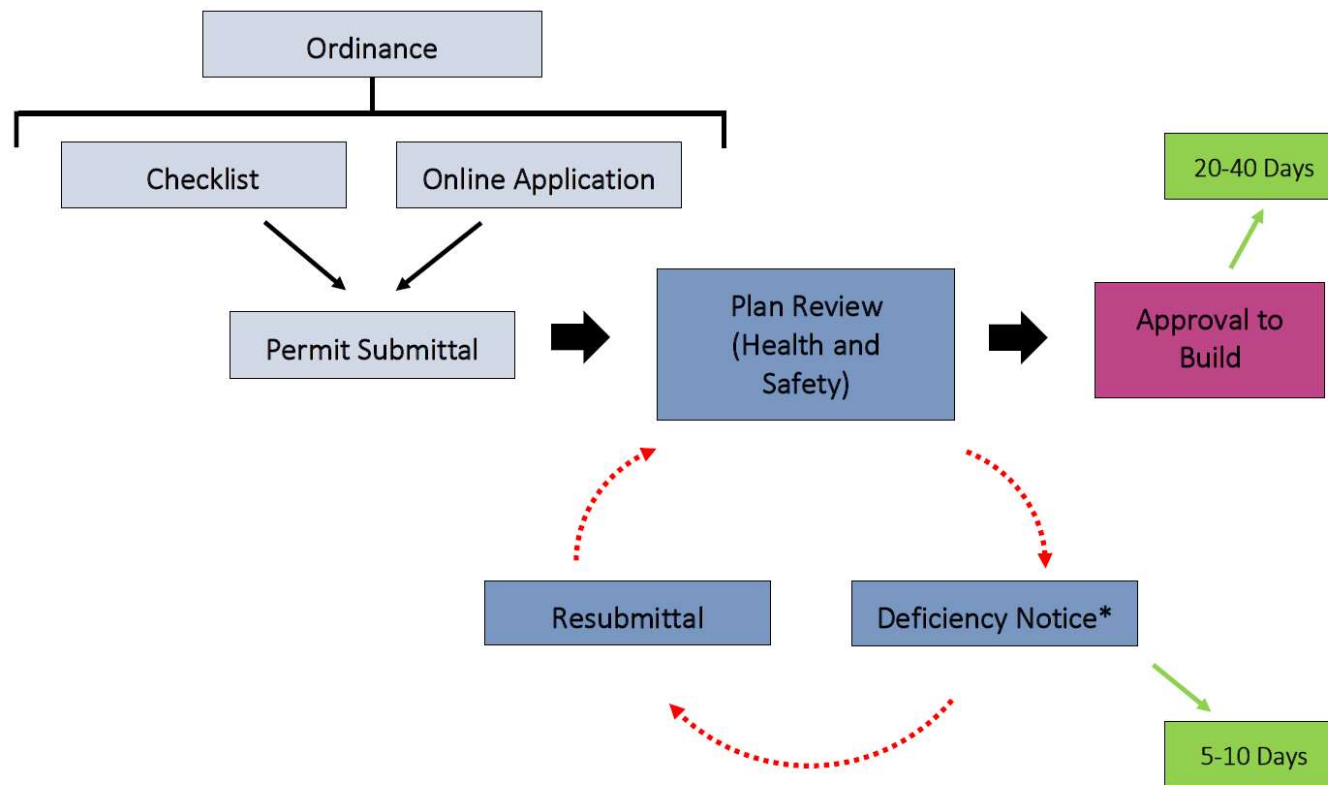 Ordinance
Checklist
Online Application
20-40 Days
Permit Submittal
Plan Review
(Health and
Safety)
Approval to
Build
Resubmittal
Deficiency Notice*
5-10 Days